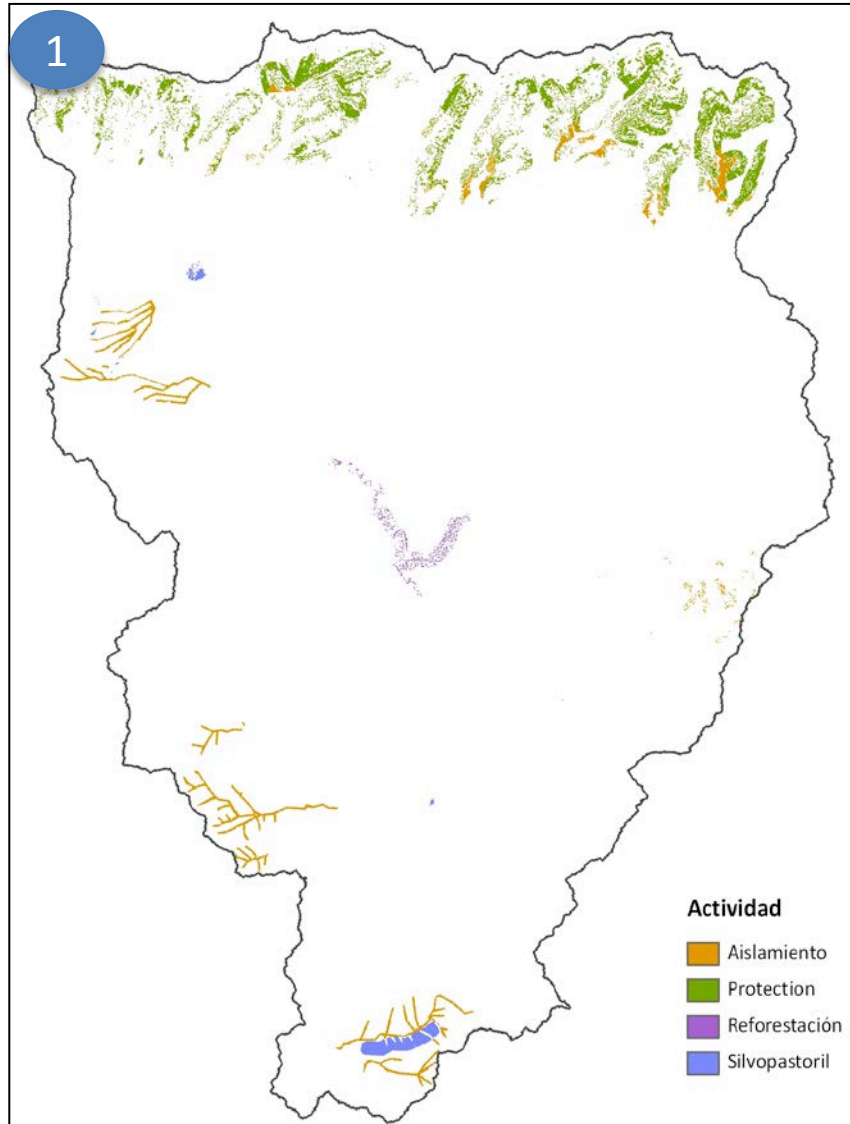 1
Actividad
Aislamiento
Protection
Reforestación
Silvopastoril